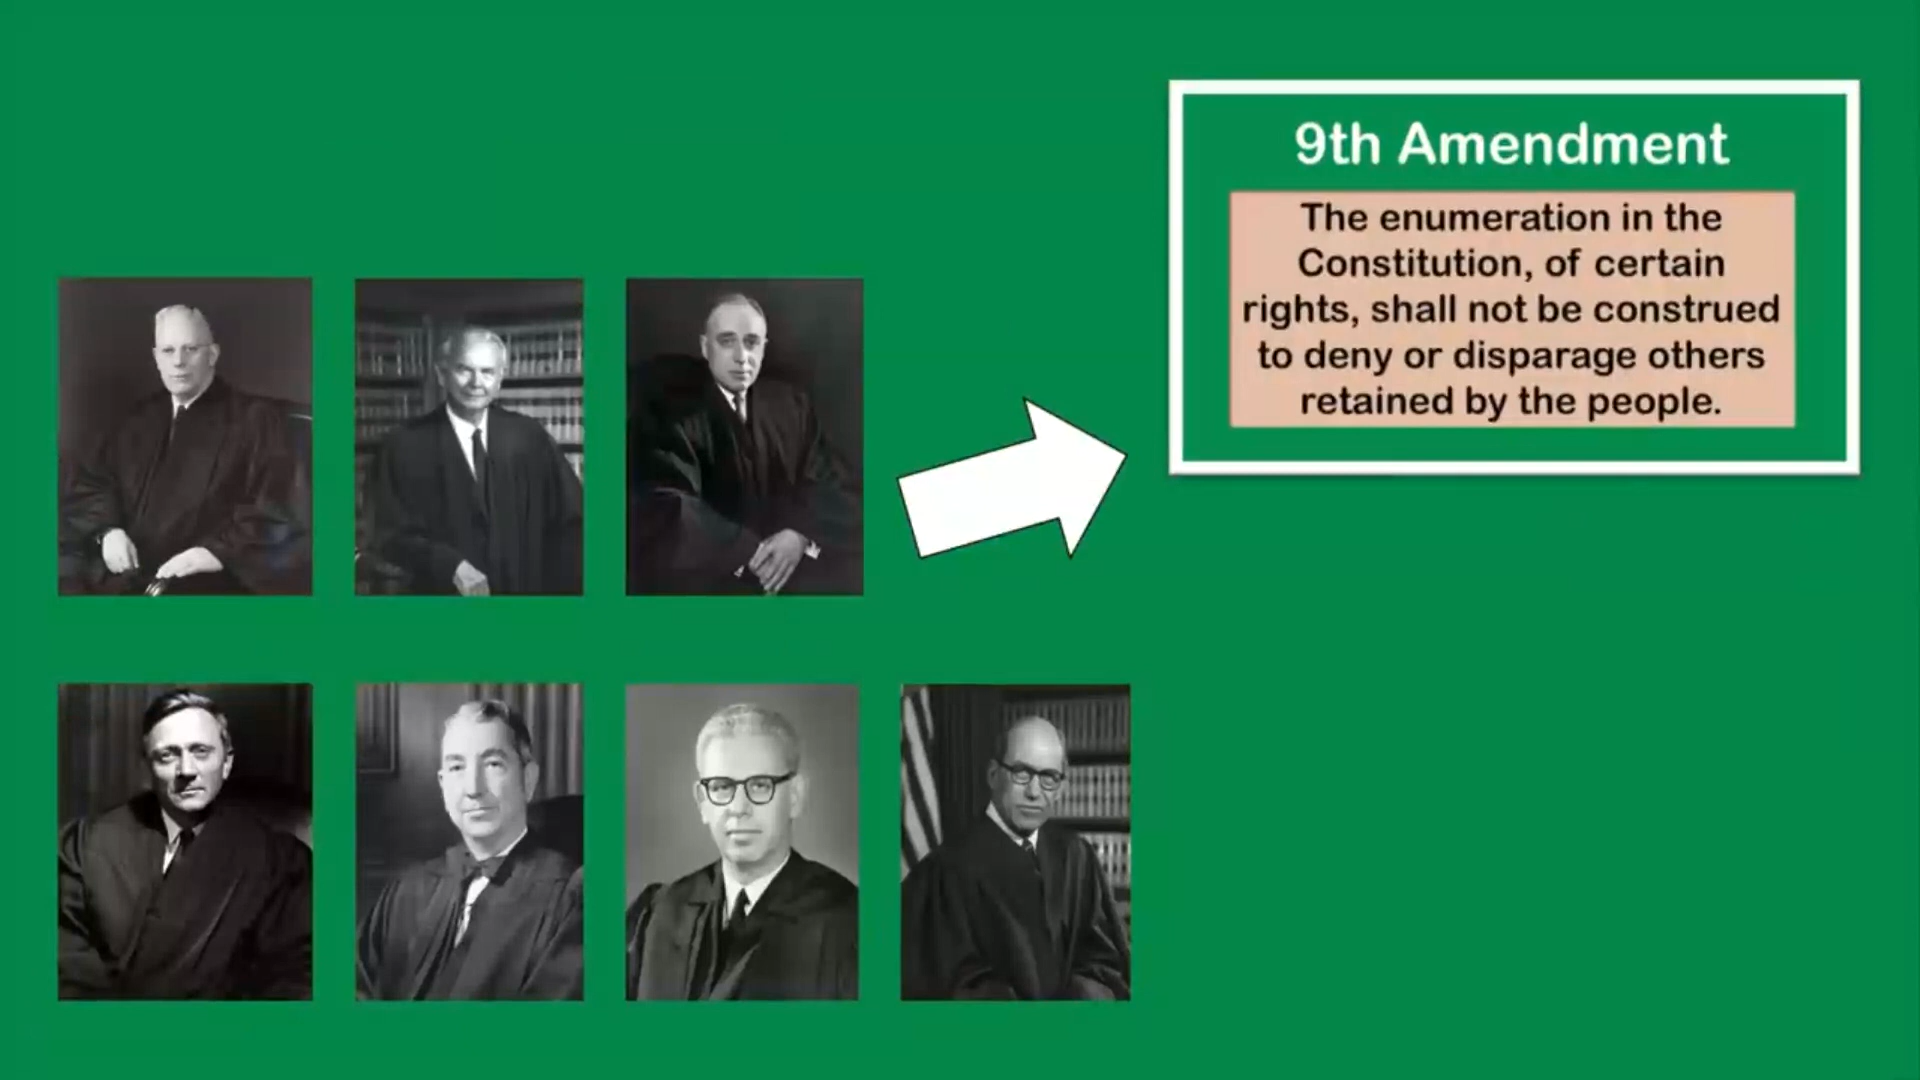 9th Amendment
The enumeration in the
Constitution, of certain
rights, shall not be construed
to deny or disparage others
retained by the people.